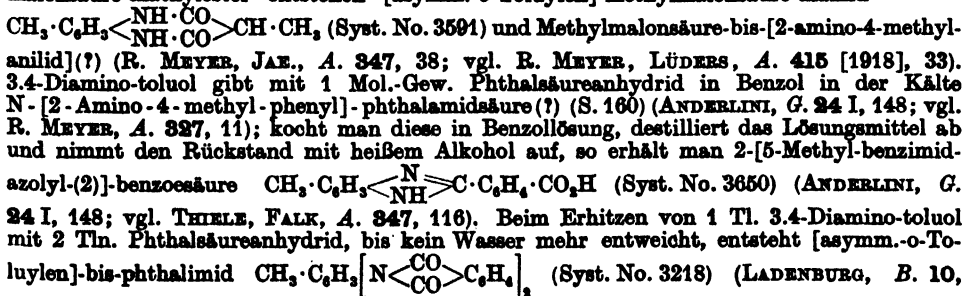 CH₃·C₆H₃<NH·CO/NH·CO>CH·CH₃ (Syst. No. 3591) und Methylmalonsäure-bis-[2-amino-4-methyl-
anilid](?) (R. MEYER, JAE., A. 347, 38; vgl. R. MEYER, LÜDERS, A. 415 [1918], 33).
3.4-Diamino-toluol gibt mit 1 Mol.-Gew. Phthalsäureanhydrid in Benzol in der Kälte
N-[2-Amino-4-methyl-phenyl]-phthalamidsäure(?) (S. 160) (ANDERLINI, G. 24 I, 148; vgl.
R. MEYER, A. 327, 11); kocht man diese in Benzollösung, destilliert das Lösungsmittel ab
und nimmt den Rückstand mit heißem Alkohol auf, so erhält man 2-[5-Methyl-benzimid-
azolyl-(2)]-benzoesäure CH₃·C₆H₃<N/NH>C·C₆H₄·CO₂H (Syst. No. 3650) (ANDERLINI, G.
24 I, 148; vgl. THIELE, FALK, A. 347, 116). Beim Erhitzen von 1 Tl. 3.4-Diamino-toluol
mit 2 Tln. Phthalsäureanhydrid, bis kein Wasser mehr entweicht, entsteht [asymm.-o-To-
luylen]-bis-phthalimid CH₃·C₆H₃[N<CO/CO>C₆H₄]₂ (Syst. No. 3218) (LADENBURG, B. 10,